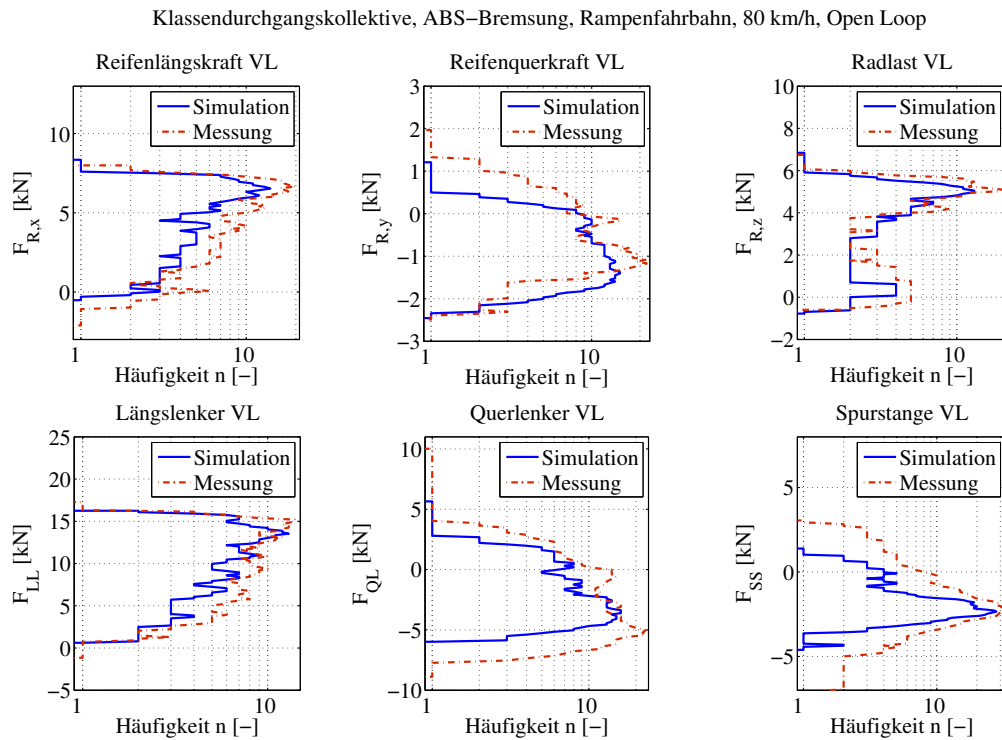 Klassendurchgangskollektive, ABS−Bremsung, Rampenfahrbahn, 80 km/h, Open Loop
Reifenlängskraft VL
Simulation
Messung
10
5
0
F_R,x [kN]
1
10
Häufigkeit n [−]
Reifenquerkraft VL
Simulation
Messung
3
2
1
0
−1
−2
−3
F_R,y [kN]
1
10
Häufigkeit n [−]
Radlast VL
Simulation
Messung
10
8
6
4
2
0
−2
F_R,z [kN]
1
10
Häufigkeit n [−]
Längslenker VL
Simulation
Messung
25
20
15
10
5
0
−5
F_LL [kN]
1
10
Häufigkeit n [−]
Querlenker VL
Simulation
Messung
10
5
0
−5
−10
F_QL [kN]
1
10
Häufigkeit n [−]
Spurstange VL
Simulation
Messung
5
0
−5
F_SS [kN]
1
10
Häufigkeit n [−]